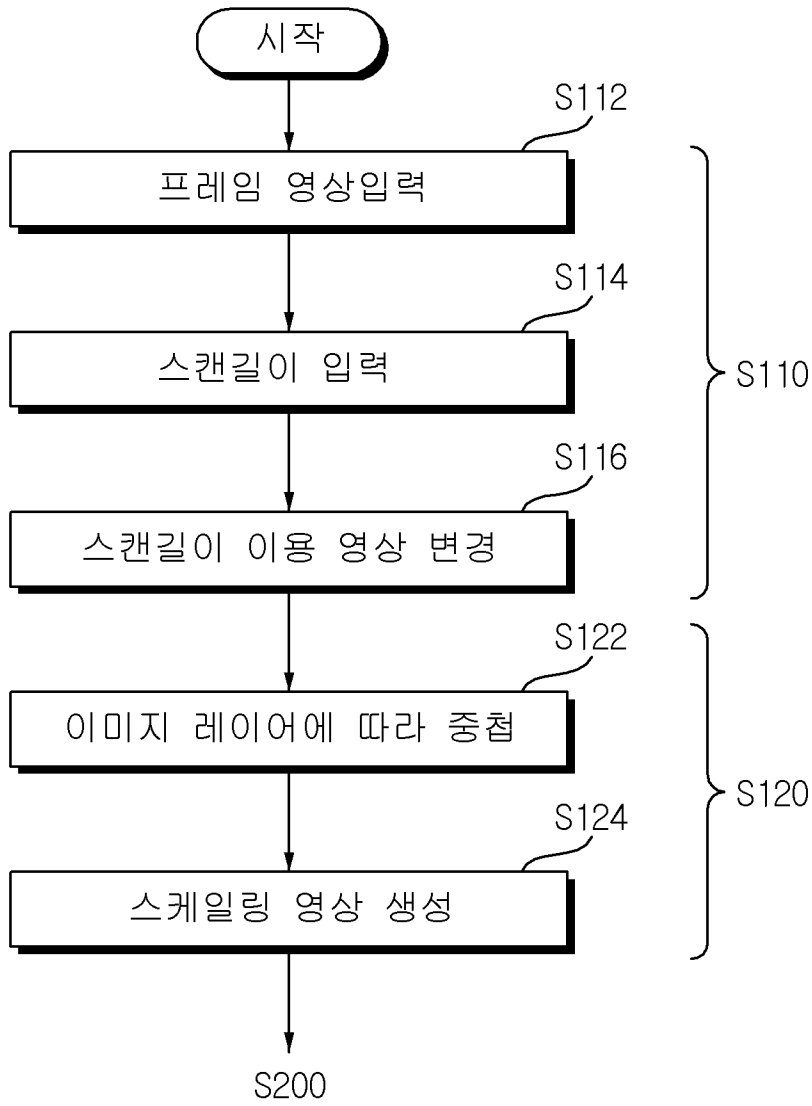 시작
S112
프레임 영상입력
S114
스캔길이 입력
S110
S116
스캔길이 이용 영상 변경
S122
이미지 레이어에 따라 중첩
S120
S124
스케일링 영상 생성
S200